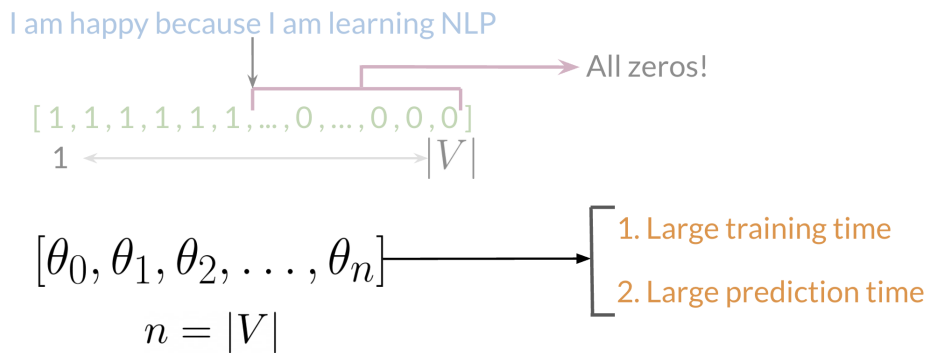 I am happy because I am learning NLP
All zeros!
[ 1 , 1 , 1 , 1 , 1 , 1 , ... , 0 , ... , 0 , 0 , 0 ]
1 |V|
[θ₀, θ₁, θ₂, . . . , θₙ]
1. Large training time
2. Large prediction time
n = |V|